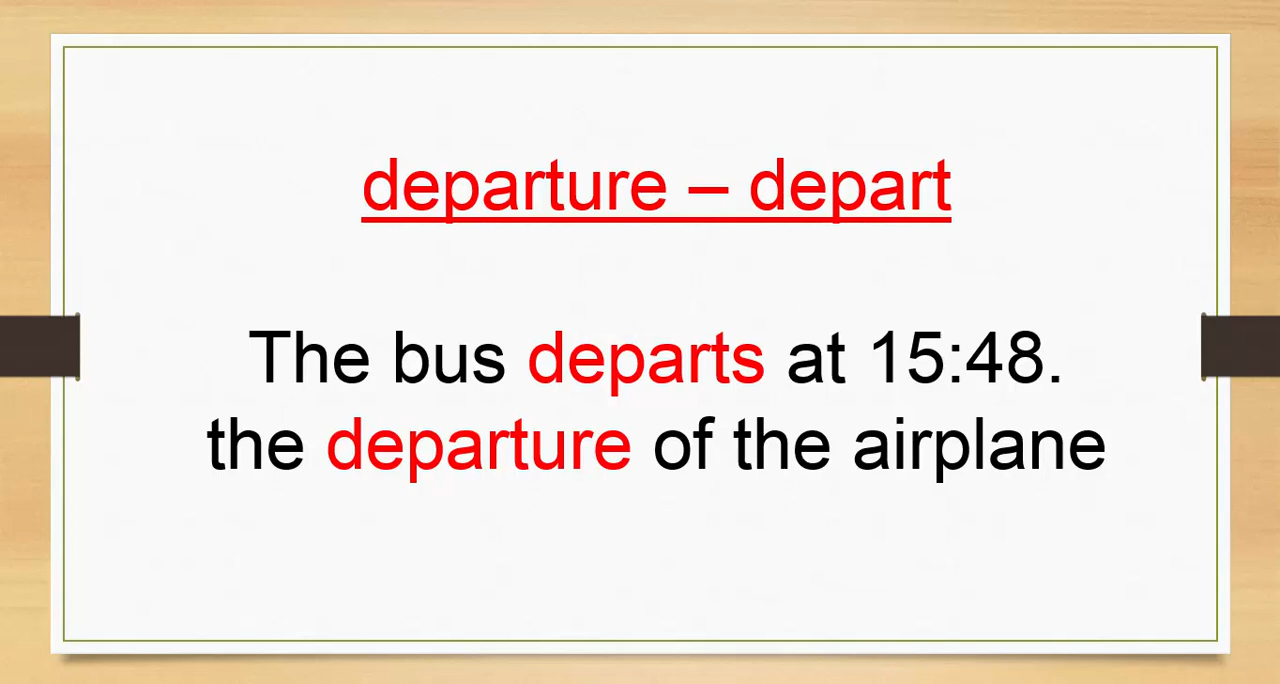 departure – depart
The bus departs at 15:48.
the departure of the airplane